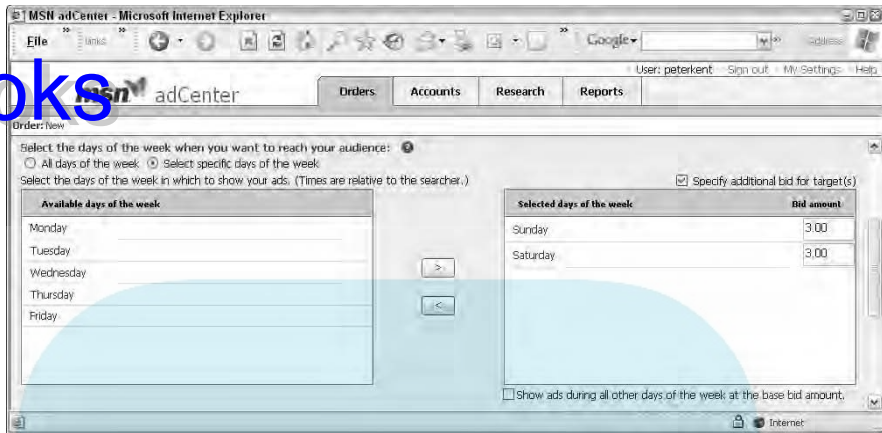 MSN adCenter - Microsoft Internet Explorer
File Links Google Address
User: peterkent Sign out My Settings Help
oks
msn adCenter Orders Accounts Research Reports
Order: New
Select the days of the week when you want to reach your audience:
All days of the week Select specific days of the week
Select the days of the week in which to show your ads. (Times are relative to the searcher.) Specify additional bid for target(s)
Available days of the week Selected days of the week Bid amount
Monday Sunday 3.00
Tuesday Saturday 3.00
Wednesday
Thursday
Friday
>
<
Show ads during all other days of the week at the base bid amount.
Internet